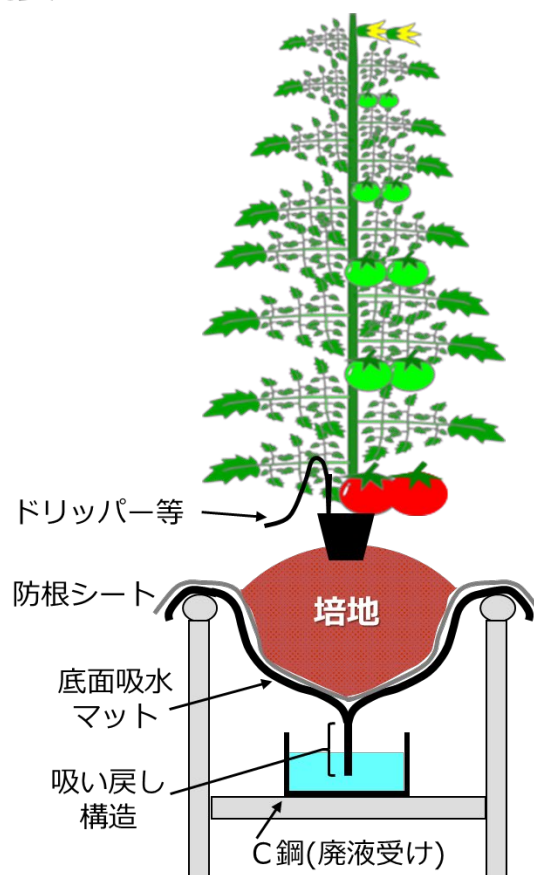 ドリッパー等
防根シート
培地
底面吸水
マット
吸い戻し
構造
C鋼(廃液受け)